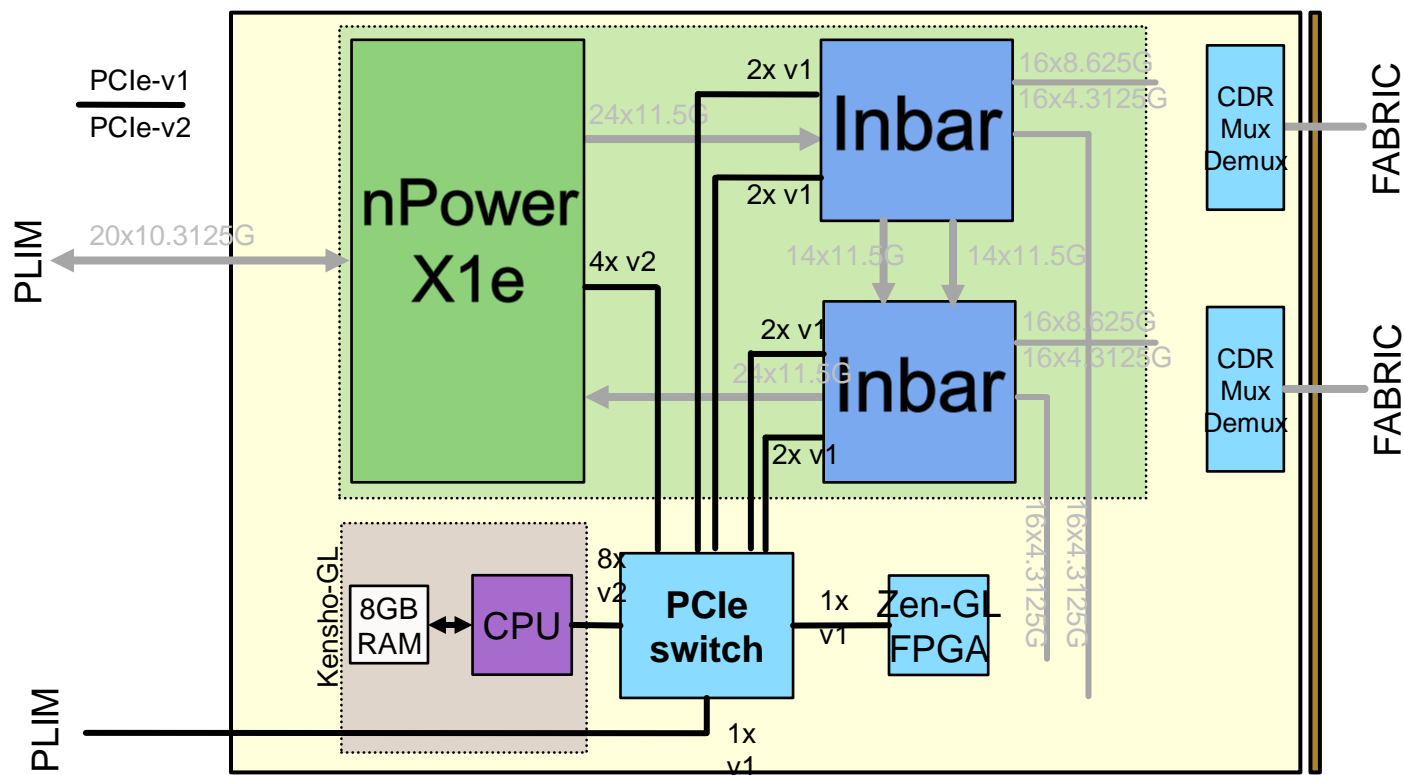 PCIe-v1
PCIe-v2
PLIM
20x10.3125G
nPower
X1e
24x11.5G
2x v1
2x v1
Inbar
16x8.625G
16x4.3125G
CDR
Mux
Demux
FABRIC
4x v2
14x11.5G
14x11.5G
2x v1
24x11.5G
2x v1
Inbar
16x8.625G
16x4.3125G
CDR
Mux
Demux
FABRIC
16x4.3125G
16x4.3125G
Kensho-GL
8GB
RAM
CPU
8x
v2
PCIe
switch
1x
v1
Zen-GL
FPGA
PLIM
1x
v1